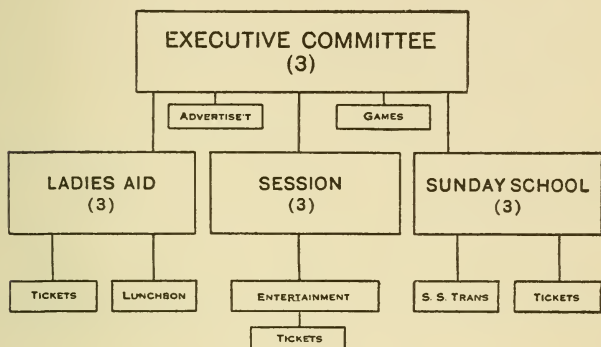 EXECUTIVE COMMITTEE
(3)
ADVERTISE'T
GAMES
LADIES AID
(3)
SESSION
(3)
SUNDAY SCHOOL
(3)
TICKETS
LUNCHEON
ENTERTAINMENT
S. S. TRANS
TICKETS
TICKETS